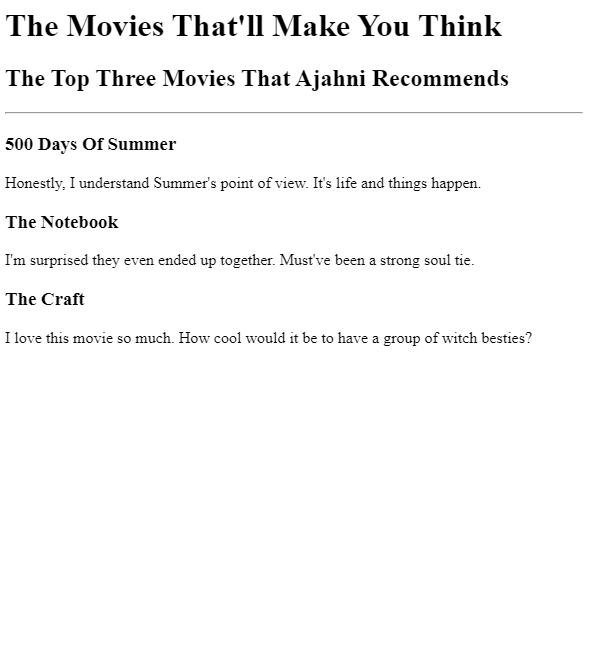 The Movies That'll Make You Think
The Top Three Movies That Ajahni Recommends
500 Days Of Summer
Honestly, I understand Summer's point of view. It's life and things happen.
The Notebook
I'm surprised they even ended up together. Must've been a strong soul tie.
The Craft
I love this movie so much. How cool would it be to have a group of witch besties?